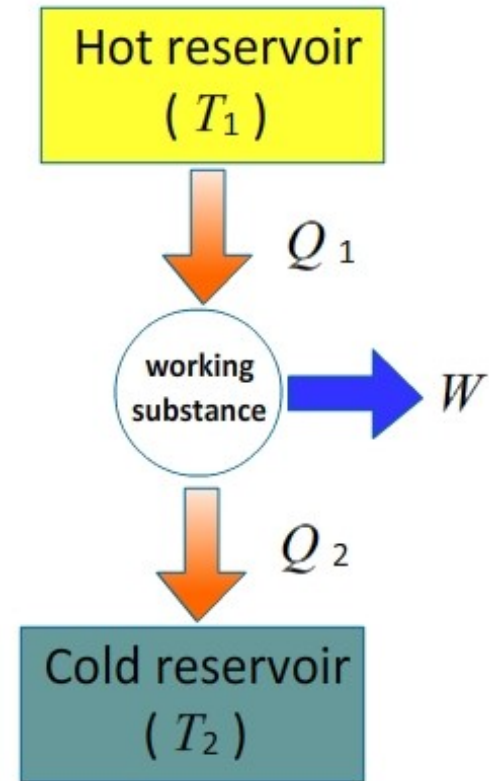 Hot reservoir
( T₁ )
Q ₁
working
substance
W
Q ₂
Cold reservoir
( T₂ )